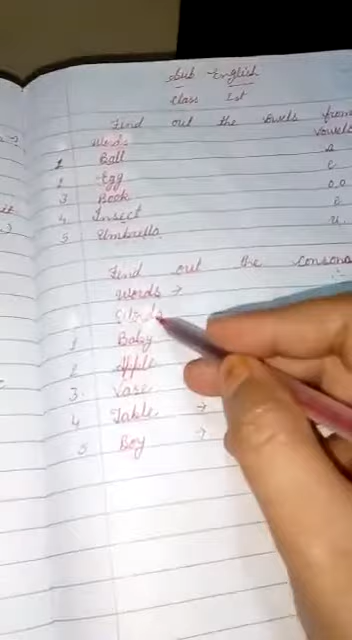 Sub - English
Class 1st
Find out the vowels from
Words Vowels
1 Ball a
2 Egg e
3 Book o.o
4 Insect
5 Umbrella u
Find out the consona
Words →
1 Baby
2 Apple
3. Vase
4 Table →
5 Boy →